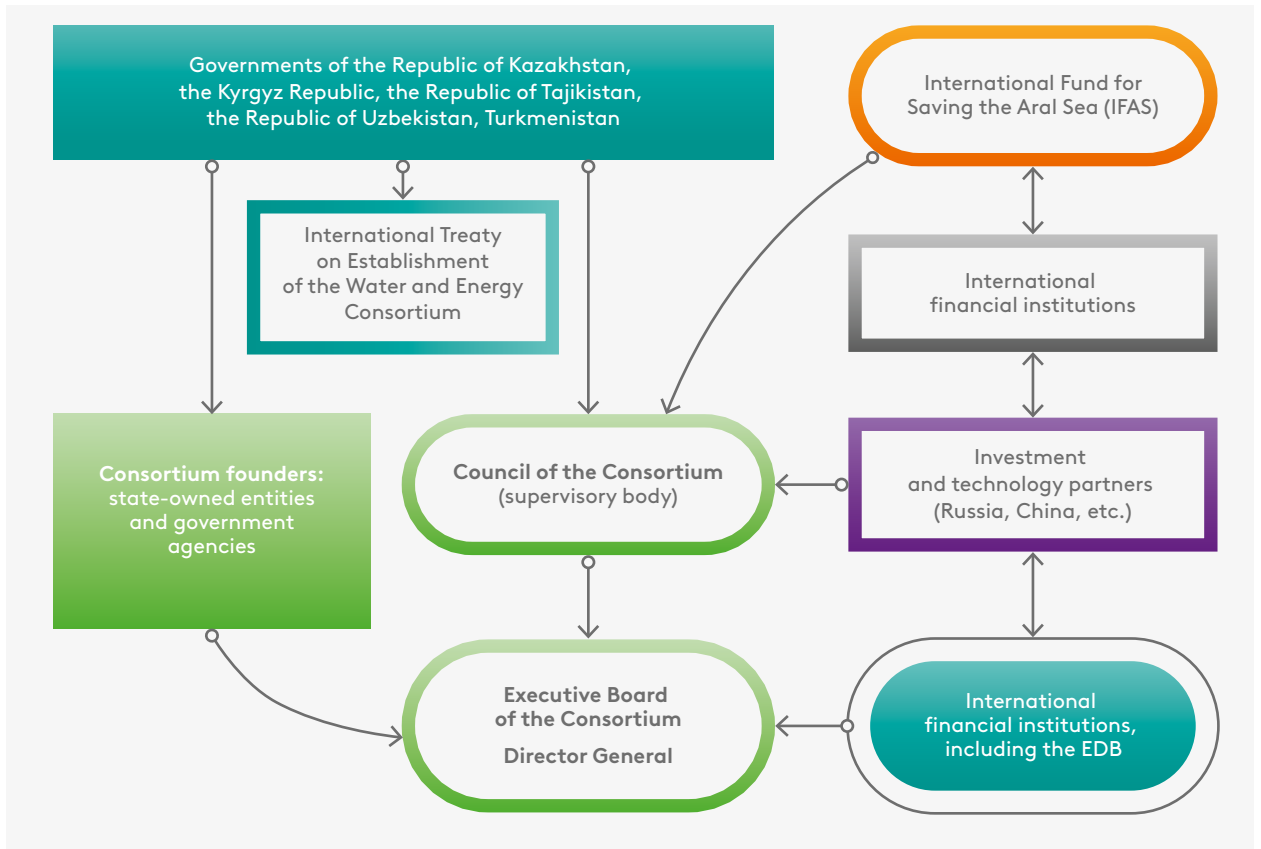 Governments of the Republic of Kazakhstan,
the Kyrgyz Republic, the Republic of Tajikistan,
the Republic of Uzbekistan, Turkmenistan
International Fund for
Saving the Aral Sea (IFAS)
International Treaty
on Establishment
of the Water and Energy
Consortium
International
financial institutions
Consortium founders:
state-owned entities
and government
agencies
Council of the Consortium
(supervisory body)
Investment
and technology partners
(Russia, China, etc.)
Executive Board
of the Consortium
Director General
International
financial institutions,
including the EDB